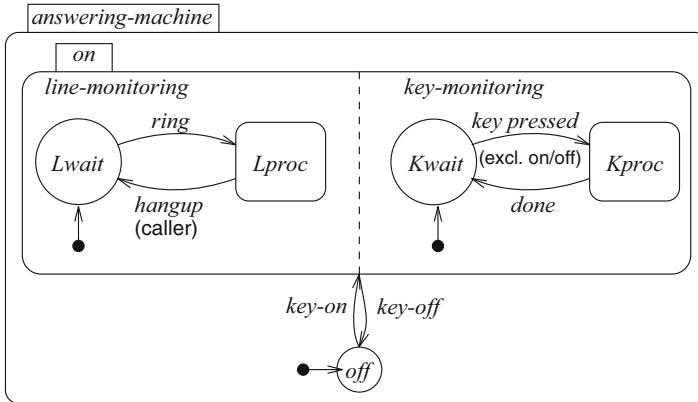 answering-machine
on
line-monitoring
key-monitoring
ring
key pressed
Lwait
Lproc
Kwait
(excl. on/off)
Kproc
hangup
(caller)
done
key-on
key-off
off